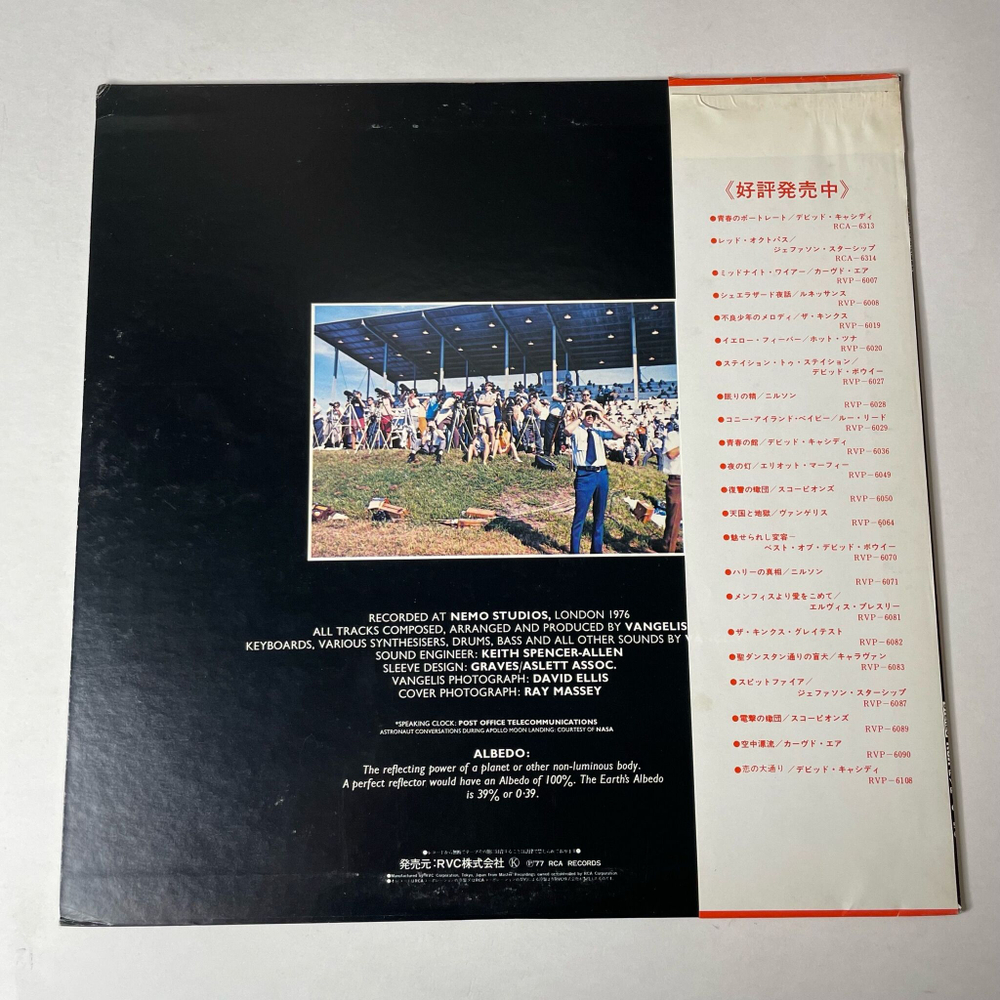 RECORDED AT NEMO STUDIOS, LONDON 1976
ALL TRACKS COMPOSED, ARRANGED AND PRODUCED BY VANGELIS
KEYBOARDS, VARIOUS SYNTHESISERS, DRUMS, BASS AND ALL OTHER SOUNDS BY
SOUND ENGINEER: KEITH SPENCER-ALLEN
SLEEVE DESIGN: GRAVES/ASLETT ASSOC.
VANGELIS PHOTOGRAPH: DAVID ELLIS
COVER PHOTOGRAPH: RAY MASSEY
*SPEAKING CLOCK: POST OFFICE TELECOMMUNICATIONS
ASTRONAUT CONVERSATIONS DURING APOLLO MOON LANDING: COURTESY OF NASA
ALBEDO:
The reflecting power of a planet or other non-luminous body.
A perfect reflector would have an Albedo of 100%. The Earth's Albedo
is 39% or 0·39.
発売元:RVC株式会社 Ⓚ ℗'77 RCA RECORDS
●Manufactured by RVC Corporation, Tokyo, Japan from Master Recordings owned or controlled by RCA Corporation
《好評発売中》
●青春のポートレート/デビッド・キャシディ
RCA-6313
●レッド・オクトパス/
ジェファソン・スターシップ
RCA-6314
●ミッドナイト・ワイアー/カーヴド・エア
RVP-6007
●シェエラザード夜話/ルネッサンス
RVP-6008
●不良少年のメロディ/ザ・キンクス
RVP-6019
●イエロー・フィーバー/ホット・ツナ
RVP-6020
●ステイション・トゥ・ステイション/
デビッド・ボウイー
RVP-6027
●眠りの精/ニルソン
RVP-6028
●コニー・アイランド・ベイビー/ルー・リード
RVP-6029
●青春の館/デビッド・キャシディ
RVP-6036
●夜の灯/エリオット・マーフィー
RVP-6049
●復讐の蠍団/スコーピオンズ
RVP-6050
●天国と地獄/ヴァンゲリス
RVP-6064
●魅せられし変容-
ベスト・オブ・デビッド・ボウイー
RVP-6070
●ハリーの真相/ニルソン
RVP-6071
●メンフィスより愛をこめて/
エルヴィス・プレスリー
RVP-6081
●ザ・キンクス・グレイテスト
RVP-6082
●聖ダンスタン通りの盲犬/キャラヴァン
RVP-6083
●スピットファイア/
ジェファソン・スターシップ
RVP-6087
●電撃の蠍団/スコーピオンズ
RVP-6089
●空中漂流/カーヴド・エア
RVP-6090
●恋の大通り/デビッド・キャシディ
RVP-6108